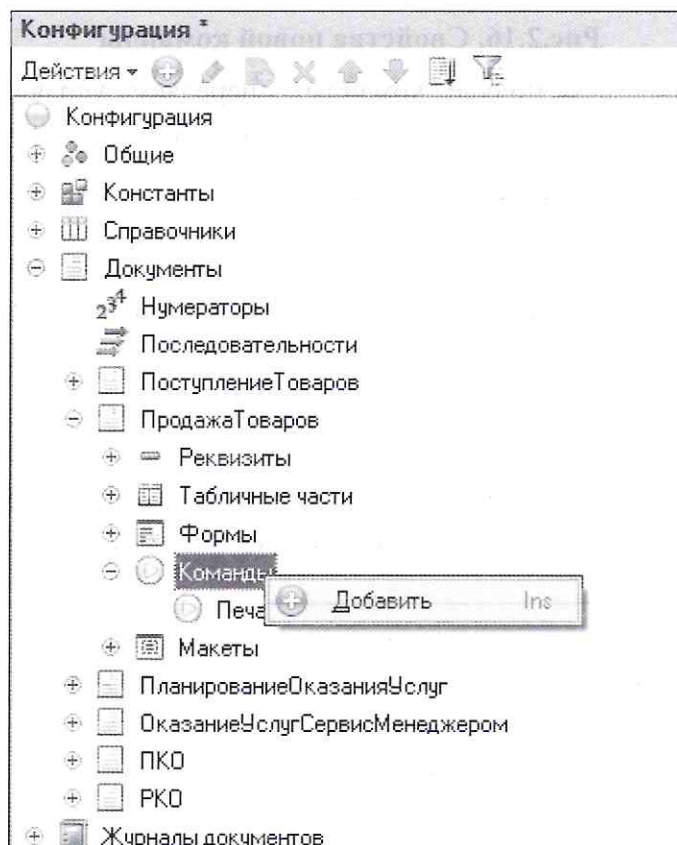 Конфигурация *
Действия
Конфигурация
Общие
Константы
Справочники
Документы
Нумераторы
Последовательности
ПоступлениеТоваров
ПродажаТоваров
Реквизиты
Табличные части
Формы
Команды
Добавить Ins
Печа
Макеты
ПланированиеОказанияУслуг
ОказаниеУслугСервисМенеджером
ПКО
РКО
Журналы документов